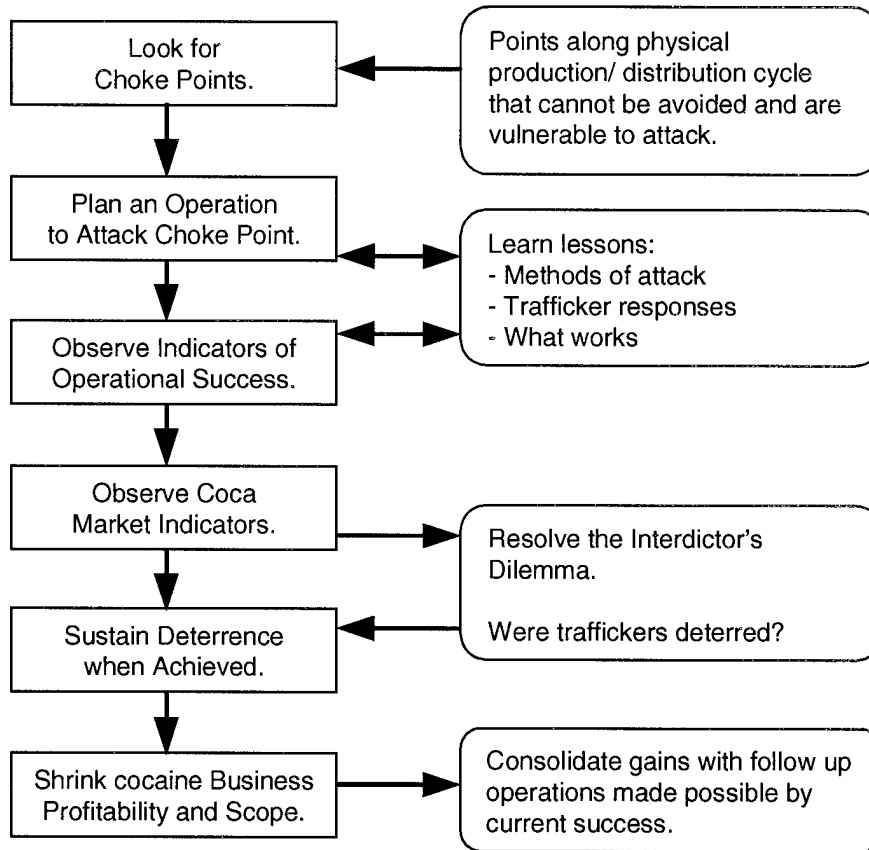 Look for
Choke Points.
Points along physical
production/ distribution cycle
that cannot be avoided and are
vulnerable to attack.
Plan an Operation
to Attack Choke Point.
Learn lessons:
- Methods of attack
- Trafficker responses
- What works
Observe Indicators of
Operational Success.
Observe Coca
Market Indicators.
Resolve the Interdictor's
Dilemma.
Were traffickers deterred?
Sustain Deterrence
when Achieved.
Shrink cocaine Business
Profitability and Scope.
Consolidate gains with follow up
operations made possible by
current success.